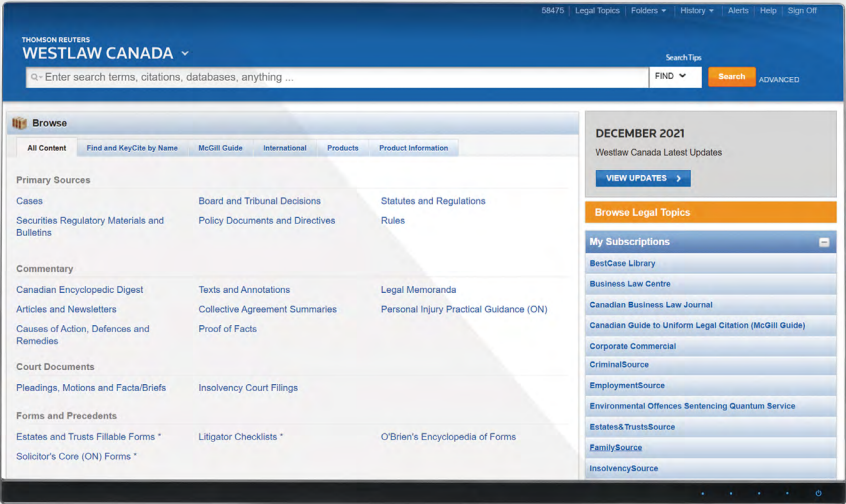 58475 Legal Topics Folders History Alerts Help Sign Off
THOMSON REUTERS
WESTLAW CANADA
Search Tips
Enter search terms, citations, databases, anything ...
FIND
Search
ADVANCED
Browse
All Content Find and KeyCite by Name McGill Guide International Products Product Information
Primary Sources
Cases Board and Tribunal Decisions Statutes and Regulations
Securities Regulatory Materials and Policy Documents and Directives Rules
Bulletins
Commentary
Canadian Encyclopedic Digest Texts and Annotations Legal Memoranda
Articles and Newsletters Collective Agreement Summaries Personal Injury Practical Guidance (ON)
Causes of Action, Defences and Proof of Facts
Remedies
Court Documents
Pleadings, Motions and Facta/Briefs Insolvency Court Filings
Forms and Precedents
Estates and Trusts Fillable Forms * Litigator Checklists * O'Brien's Encyclopedia of Forms
Solicitor's Core (ON) Forms *
DECEMBER 2021
Westlaw Canada Latest Updates
VIEW UPDATES
Browse Legal Topics
My Subscriptions
BestCase Library
Business Law Centre
Canadian Business Law Journal
Canadian Guide to Uniform Legal Citation (McGill Guide)
Corporate Commercial
CriminalSource
EmploymentSource
Environmental Offences Sentencing Quantum Service
Estates&TrustsSource
FamilySource
InsolvencySource